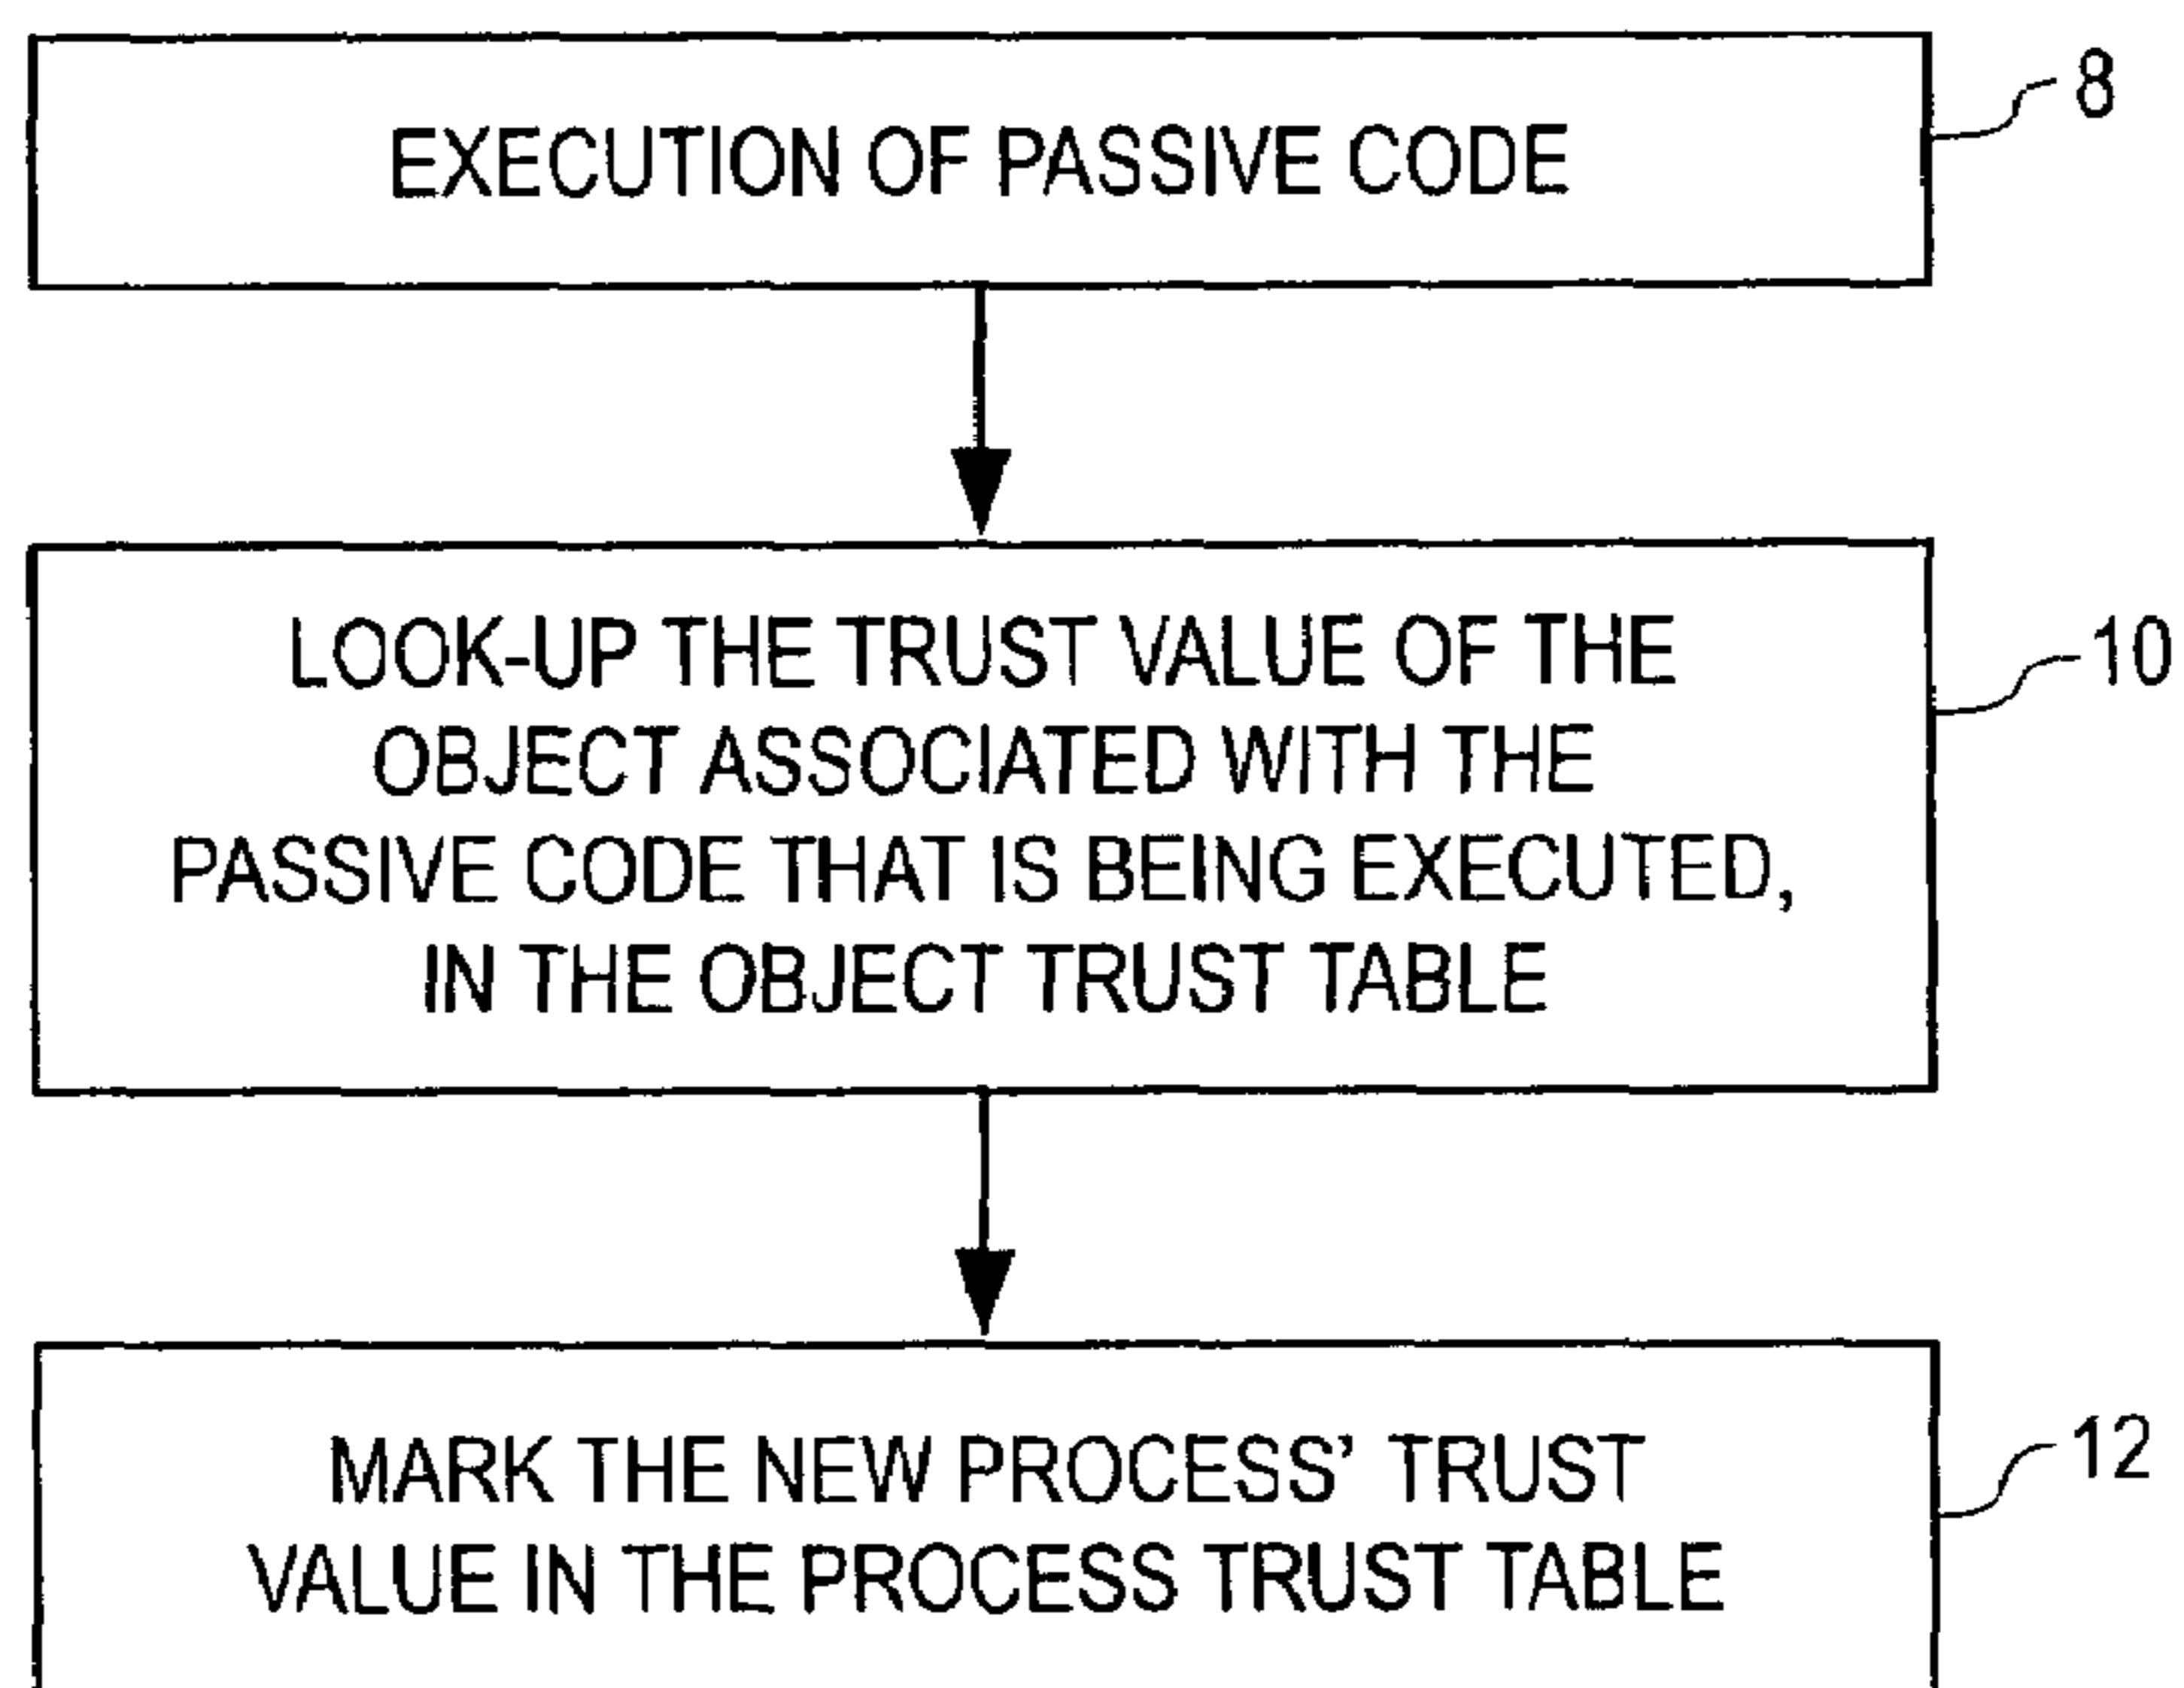 EXECUTION OF PASSIVE CODE
8
LOOK-UP THE TRUST VALUE OF THE
OBJECT ASSOCIATED WITH THE
PASSIVE CODE THAT IS BEING EXECUTED,
IN THE OBJECT TRUST TABLE
10
MARK THE NEW PROCESS’ TRUST
VALUE IN THE PROCESS TRUST TABLE
12